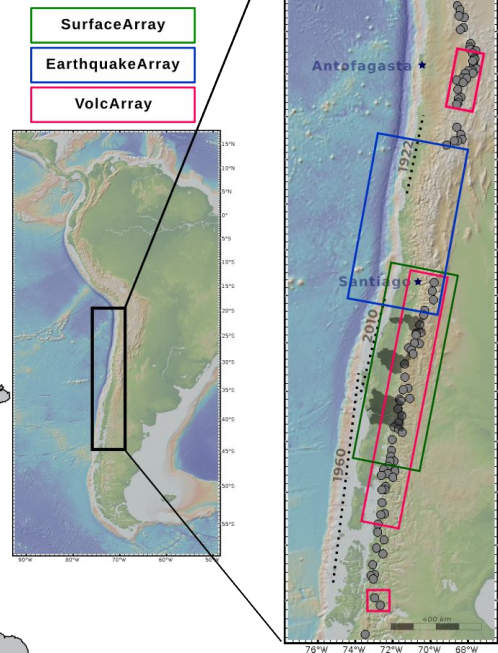 SurfaceArray
EarthquakeArray
VolcArray
15°N
10°N
5°N
0°
5°S
10°S
15°S
20°S
25°S
30°S
35°S
40°S
45°S
50°S
55°S
90°W
80°W
70°W
60°W
50°W
Antofagasta
1922
Santiago
2010
1960
400 km
76°W
74°W
72°W
70°W
68°W